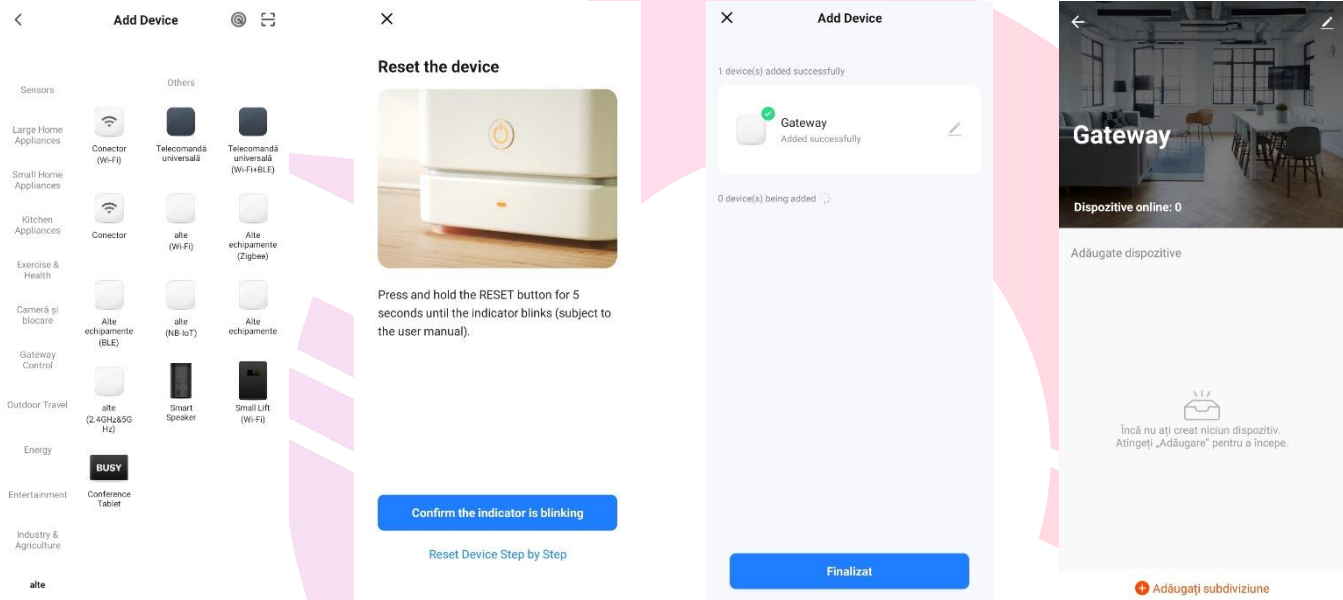 Add Device
Sensors
Large Home
Appliances
Small Home
Appliances
Kitchen
Appliances
Exercise &
Health
Cameră și
blocare
Gateway
Control
Outdoor Travel
Energy
Entertainment
Industry &
Agriculture
alte
Others
Conector
(Wi-Fi)
Telecomandă
universală
Telecomandă
universală
(Wi-Fi+BLE)
Conector
alte
(Wi-Fi)
Alte
echipamente
(Zigbee)
Alte
echipamente
(BLE)
alte
(NB-IoT)
Alte
echipamente
alte
(2.4GHz&5G
Hz)
Smart
Speaker
Small Lift
(Wi-Fi)
BUSY
Conference
Tablet
Reset the device
Press and hold the RESET button for 5
seconds until the indicator blinks (subject to
the user manual).
Confirm the indicator is blinking
Reset Device Step by Step
Add Device
1 device(s) added successfully
Gateway
Added successfully
0 device(s) being added
Finalizat
Gateway
Dispozitive online: 0
Adăugate dispozitive
Încă nu ați creat niciun dispozitiv.
Atingeți „Adăugare” pentru a începe.
Adăugați subdiviziune